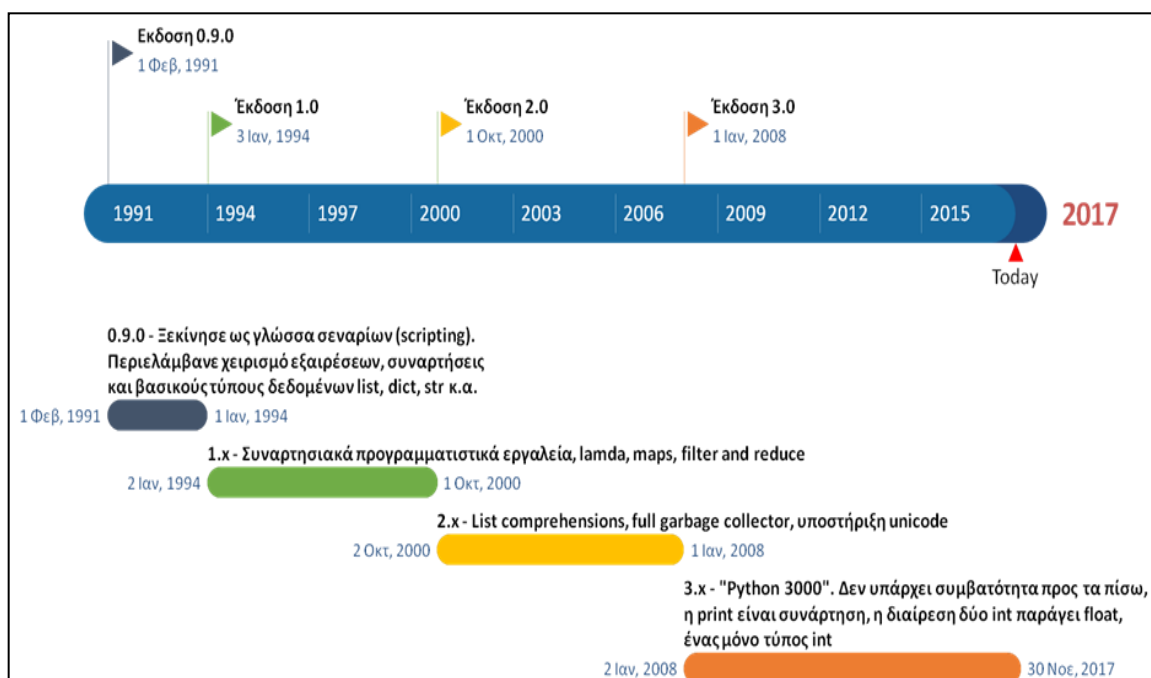 Εκδοση 0.9.0
1 Φεβ, 1991
Έκδοση 1.0
3 Ιαν, 1994
Έκδοση 2.0
1 Οκτ, 2000
Έκδοση 3.0
1 Ιαν, 2008
1991 1994 1997 2000 2003 2006 2009 2012 2015 2017
Today
0.9.0 - Ξεκίνησε ως γλώσσα σεναρίων (scripting).
Περιελάμβανε χειρισμό εξαιρέσεων, συναρτήσεις
και βασικούς τύπους δεδομένων list, dict, str κ.α.
1 Φεβ, 1991 1 Ιαν, 1994
1.x - Συναρτησιακά προγραμματιστικά εργαλεία, lamda, maps, filter and reduce
2 Ιαν, 1994 1 Οκτ, 2000
2.x - List comprehensions, full garbage collector, υποστήριξη unicode
2 Οκτ, 2000 1 Ιαν, 2008
3.x - "Python 3000". Δεν υπάρχει συμβατότητα προς τα πίσω,
η print είναι συνάρτηση, η διαίρεση δύο int παράγει float,
ένας μόνο τύπος int
2 Ιαν, 2008 30 Νοε, 2017